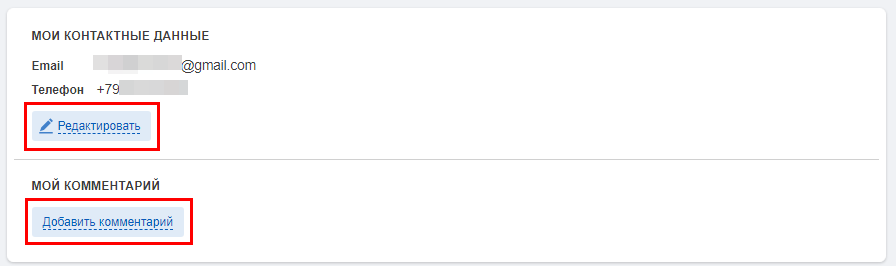 МОИ КОНТАКТНЫЕ ДАННЫЕ
Email @gmail.com
Телефон +79
Редактировать
МОЙ КОММЕНТАРИЙ
Добавить комментарий